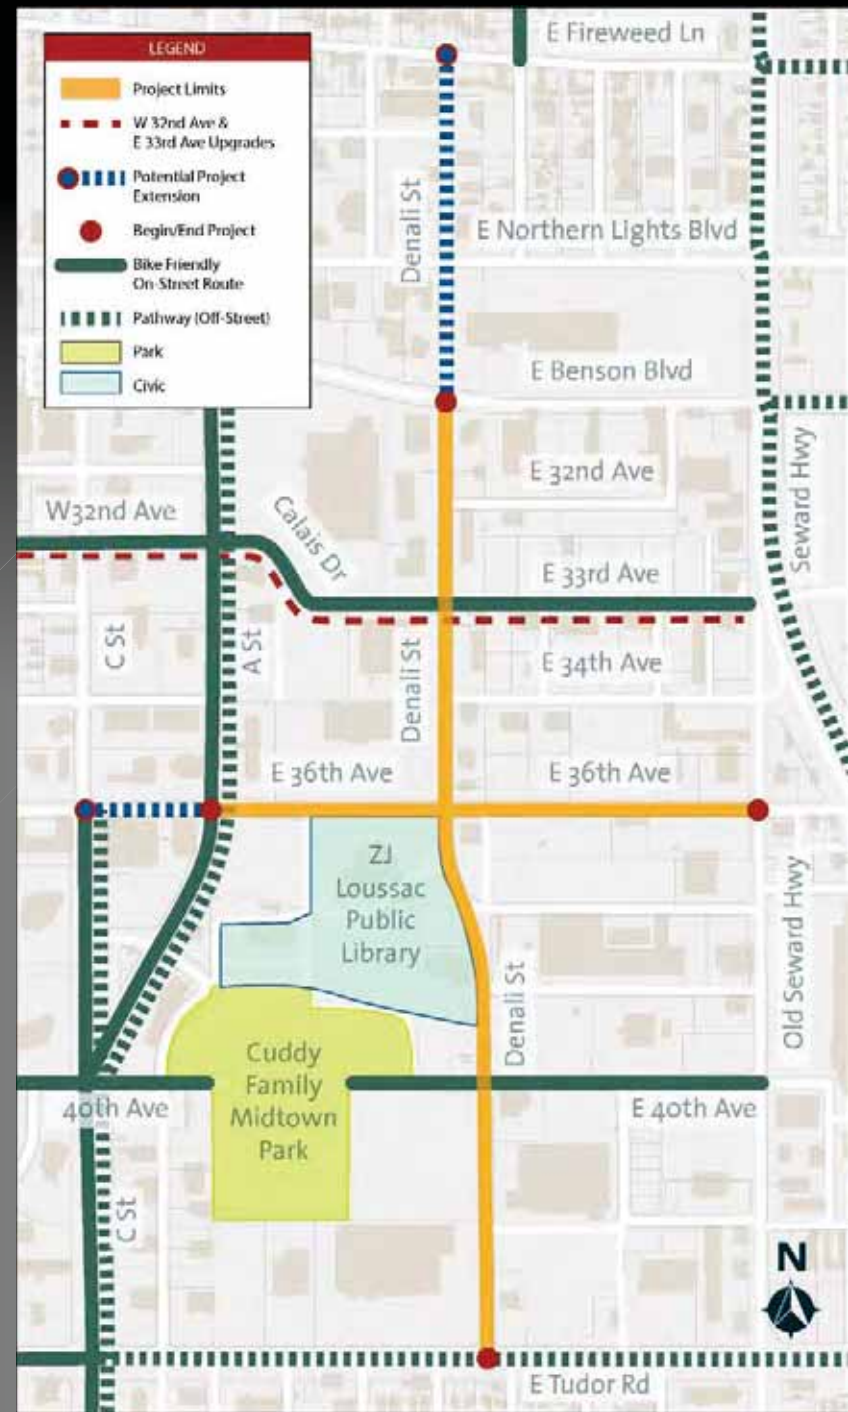 LEGEND
Project Limits
W 32nd Ave &
E 33rd Ave Upgrades
Potential Project
Extension
Begin/End Project
Bike Friendly
On-Street Route
Pathway (Off-Street)
Park
Civic
E Fireweed Ln
Denali St
E Northern Lights Blvd
E Benson Blvd
E 32nd Ave
Seward Hwy
W32nd Ave
Calais Dr
E 33rd Ave
C St
A St
Denali St
E 34th Ave
E 36th Ave
E 36th Ave
ZJ
Loussac
Public
Library
Old Seward Hwy
Denali St
Cuddy
Family
Midtown
Park
40th Ave
E 40th Ave
C St
N
E Tudor Rd